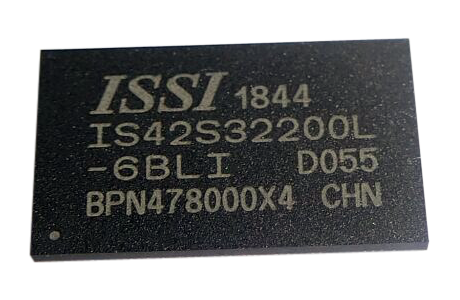 ISSI 1844
IS42S32200L
-6BLI D055
BPN478000X4 CHN